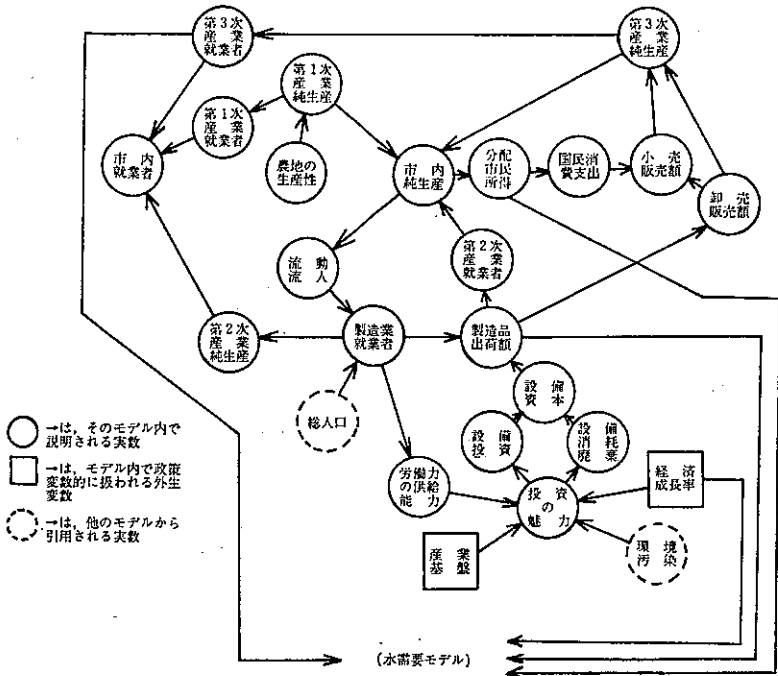 第3次
産業
就業者
第3次
産業
純生産
第1次
産業
純生産
第1次
産業
就業者
市内
就業者
農地の
生産性
市内
純生産
分配
市民
所得
国民消
費支出
小売
販売額
卸売
販売額
流動
流人
第2次
産業
就業者
第2次
産業
純生産
製造業
就業者
製造品
出荷額
設備
資本
総人口
設備
投資
設備
消耗
廃棄
労働力
の供給
能力
投資
の
魅力
経済
成長率
産業
基盤
環境
汚染
→は，そのモデル内で
説明される実数
→は，モデル内で政策
変数的に扱われる外生
変数
→は，他のモデルから
引用される実数
(水需要モデル)